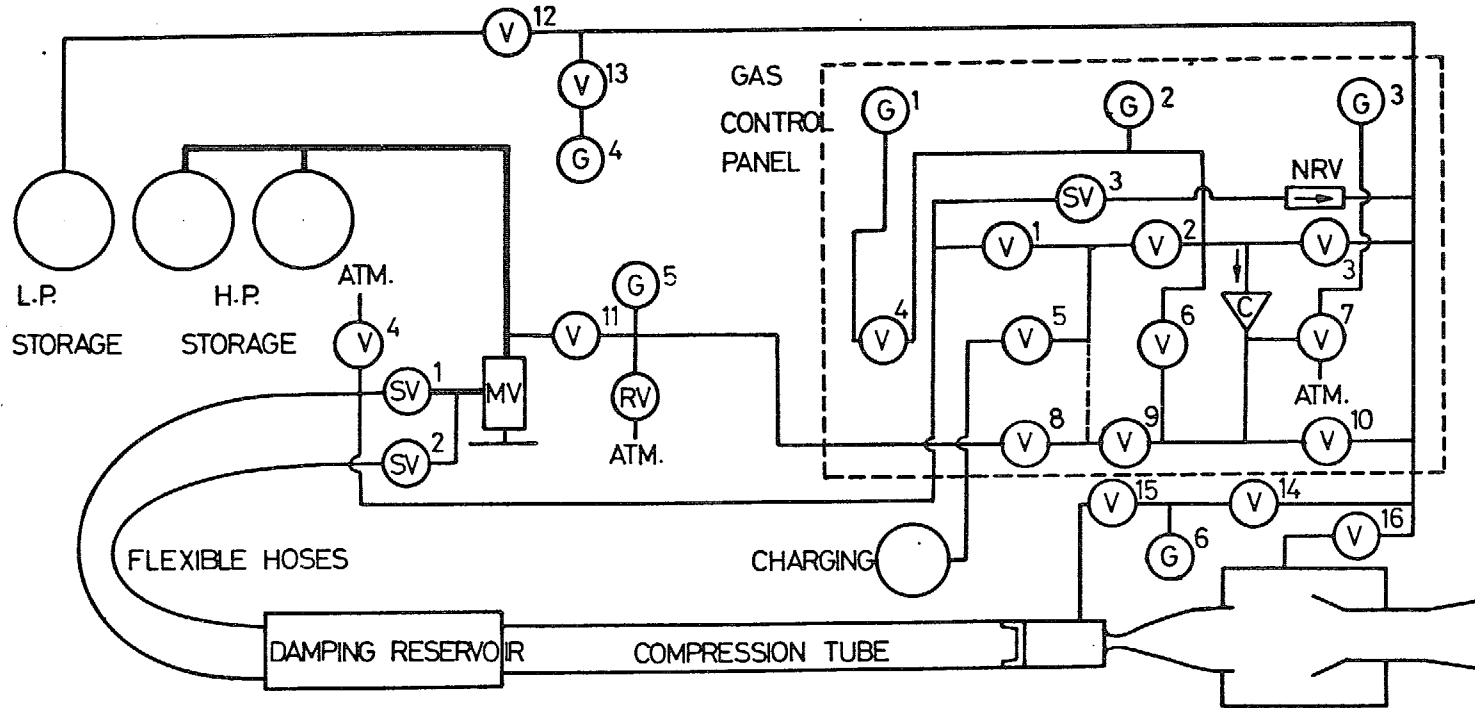 V 12
V 13
G 4
GAS
CONTROL
PANEL
G 1
G 2
G 3
SV 3
NRV
V 1
V 2
V 3
C
V 4
V 5
V 6
V 7
ATM.
V 8
V 9
V 10
L.P.
STORAGE
H.P.
STORAGE
ATM.
V 4
SV 1
SV 2
MV
V 11
G 5
RV
ATM.
V 15
V 14
G 6
V 16
FLEXIBLE HOSES
CHARGING
DAMPING RESERVOIR
COMPRESSION TUBE